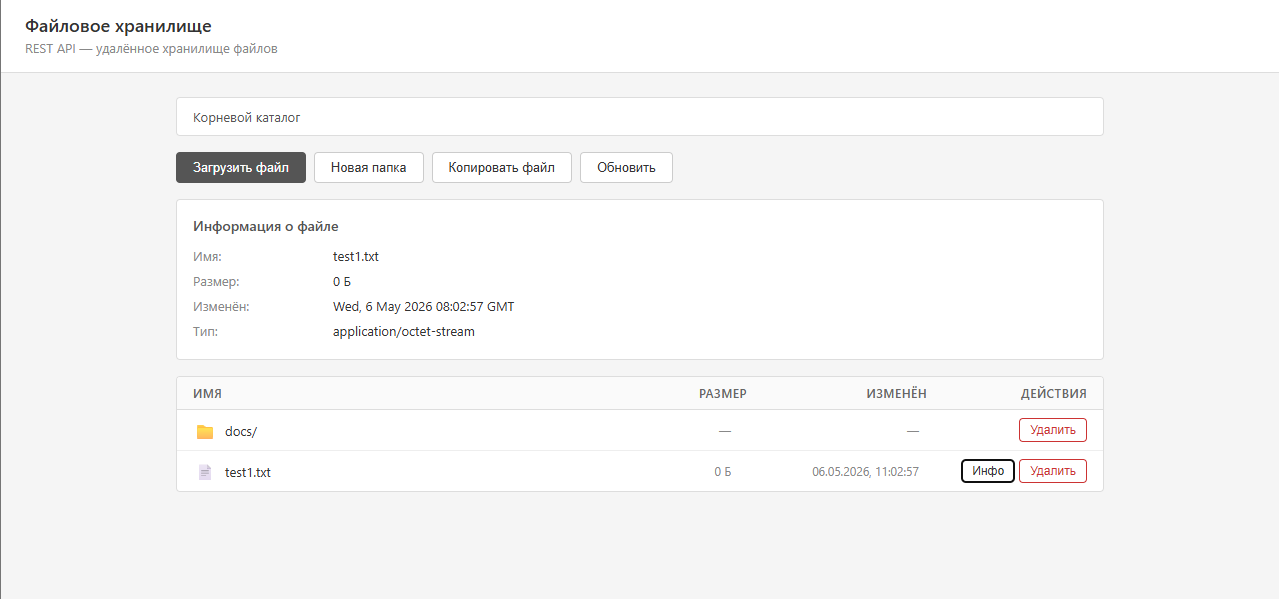 Файловое хранилище
REST API — удалённое хранилище файлов
Корневой каталог
Загрузить файл Новая папка Копировать файл Обновить
Информация о файле
Имя: test1.txt
Размер: 0 Б
Изменён: Wed, 6 May 2026 08:02:57 GMT
Тип: application/octet-stream
ИМЯ РАЗМЕР ИЗМЕНЁН ДЕЙСТВИЯ
docs/ — — Удалить
test1.txt 0 Б 06.05.2026, 11:02:57 Инфо Удалить